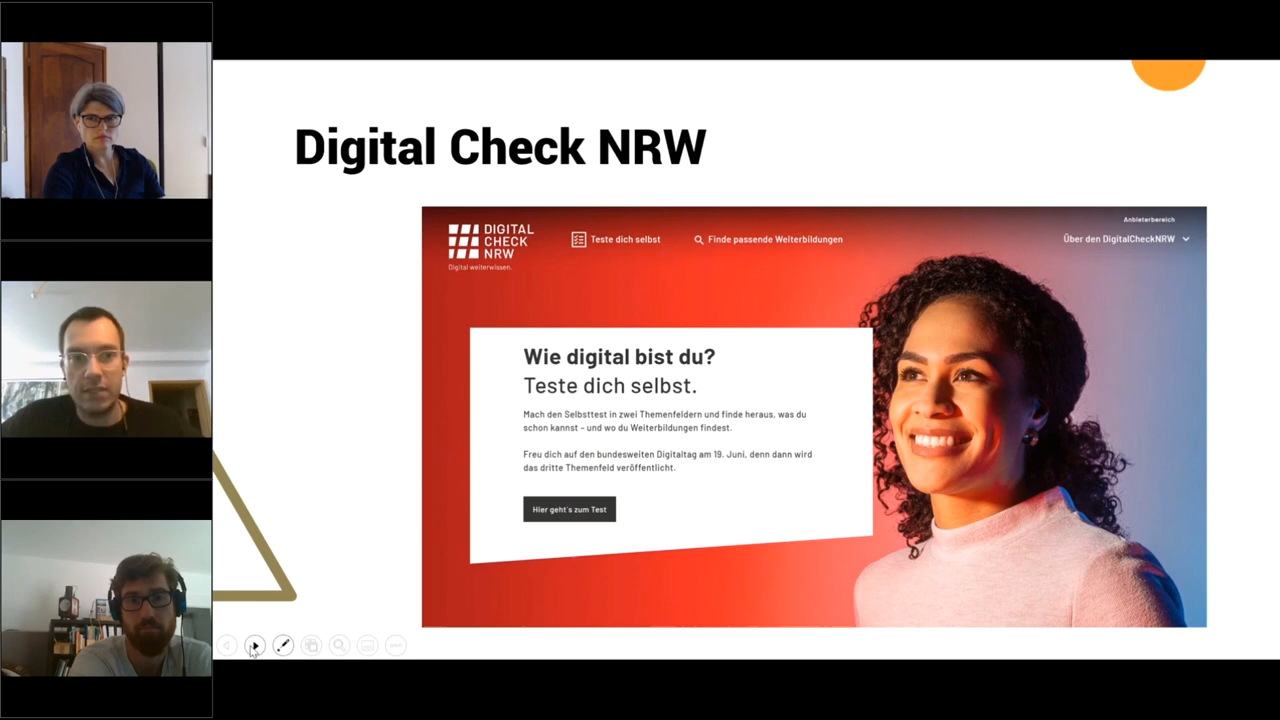 Digital Check NRW
DIGITAL
CHECK
NRW
Digital weiterwissen.
Teste dich selbst
Finde passende Weiterbildungen
Anbieterbereich
Über den DigitalCheckNRW
Wie digital bist du?
Teste dich selbst.
Mach den Selbsttest in zwei Themenfeldern und finde heraus, was du
schon kannst – und wo du Weiterbildungen findest.
Freu dich auf den bundesweiten Digitaltag am 19. Juni, denn dann wird
das dritte Themenfeld veröffentlicht.
Hier geht's zum Test